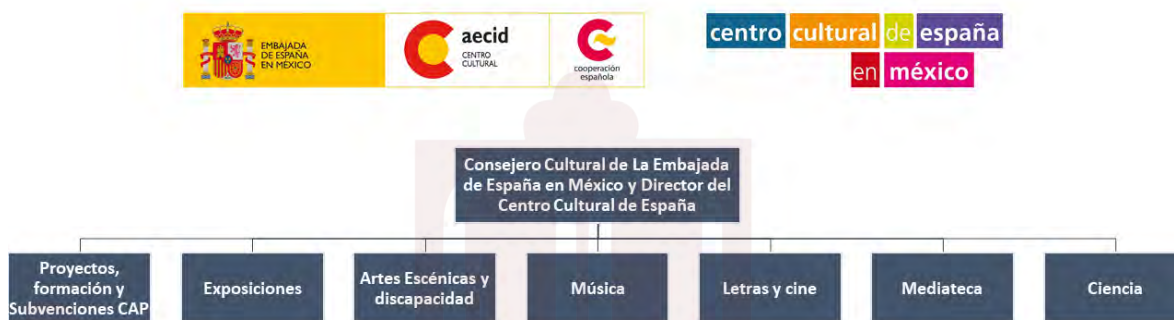 EMBAJADA
DE ESPAÑA
EN MÉXICO
aecid
CENTRO
CULTURAL
cooperación
española
centro cultural de españa
en méxico
Consejero Cultural de La Embajada
de España en México y Director del
Centro Cultural de España
Proyectos,
formación y
Subvenciones CAP
Exposiciones
Artes Escénicas y
discapacidad
Música
Letras y cine
Mediateca
Ciencia